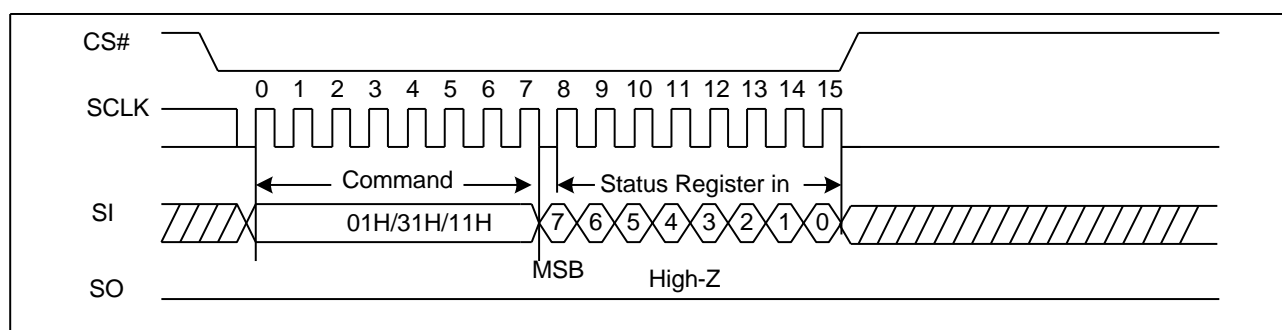 CS#
0 1 2 3 4 5 6 7 8 9 10 11 12 13 14 15
SCLK
Command Status Register in
SI 01H/31H/11H 7 6 5 4 3 2 1 0
MSB High-Z
SO